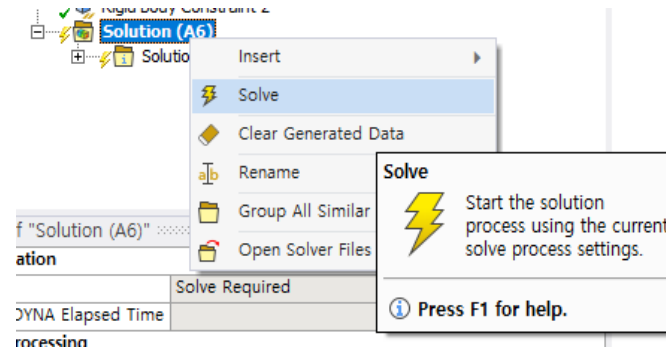 Rigid Body Constraint 2
Solution (A6)
Solutio
Insert
Solve
Clear Generated Data
Rename
Group All Similar
Open Solver Files
Solve
Start the solution
process using the current
solve process settings.
Press F1 for help.
f "Solution (A6)"
ation
Solve Required
DYNA Elapsed Time
rocessing